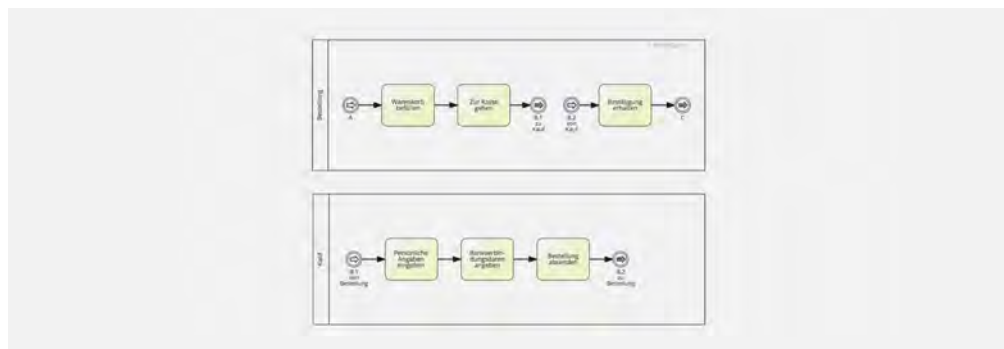 Bestellung
A
Warenkorb
befüllen
Zur Kasse
gehen
B.1
zu
Kauf
B.2
von
Kauf
Bestätigung
erhalten
C
Kauf
B.1
von
Bestellung
Persönliche
Angaben
eingeben
Bankverbin-
dungsdaten
angeben
Bestellung
absenden
B.2
zu
Bestellung